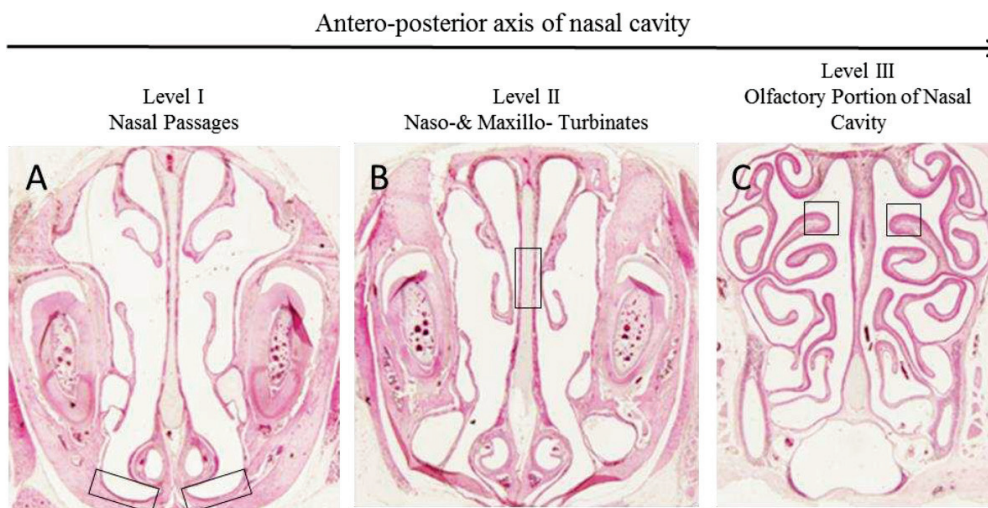 Antero-posterior axis of nasal cavity
Level I
Nasal Passages
Level II
Naso-& Maxillo- Turbinates
Level III
Olfactory Portion of Nasal
Cavity
A
B
C